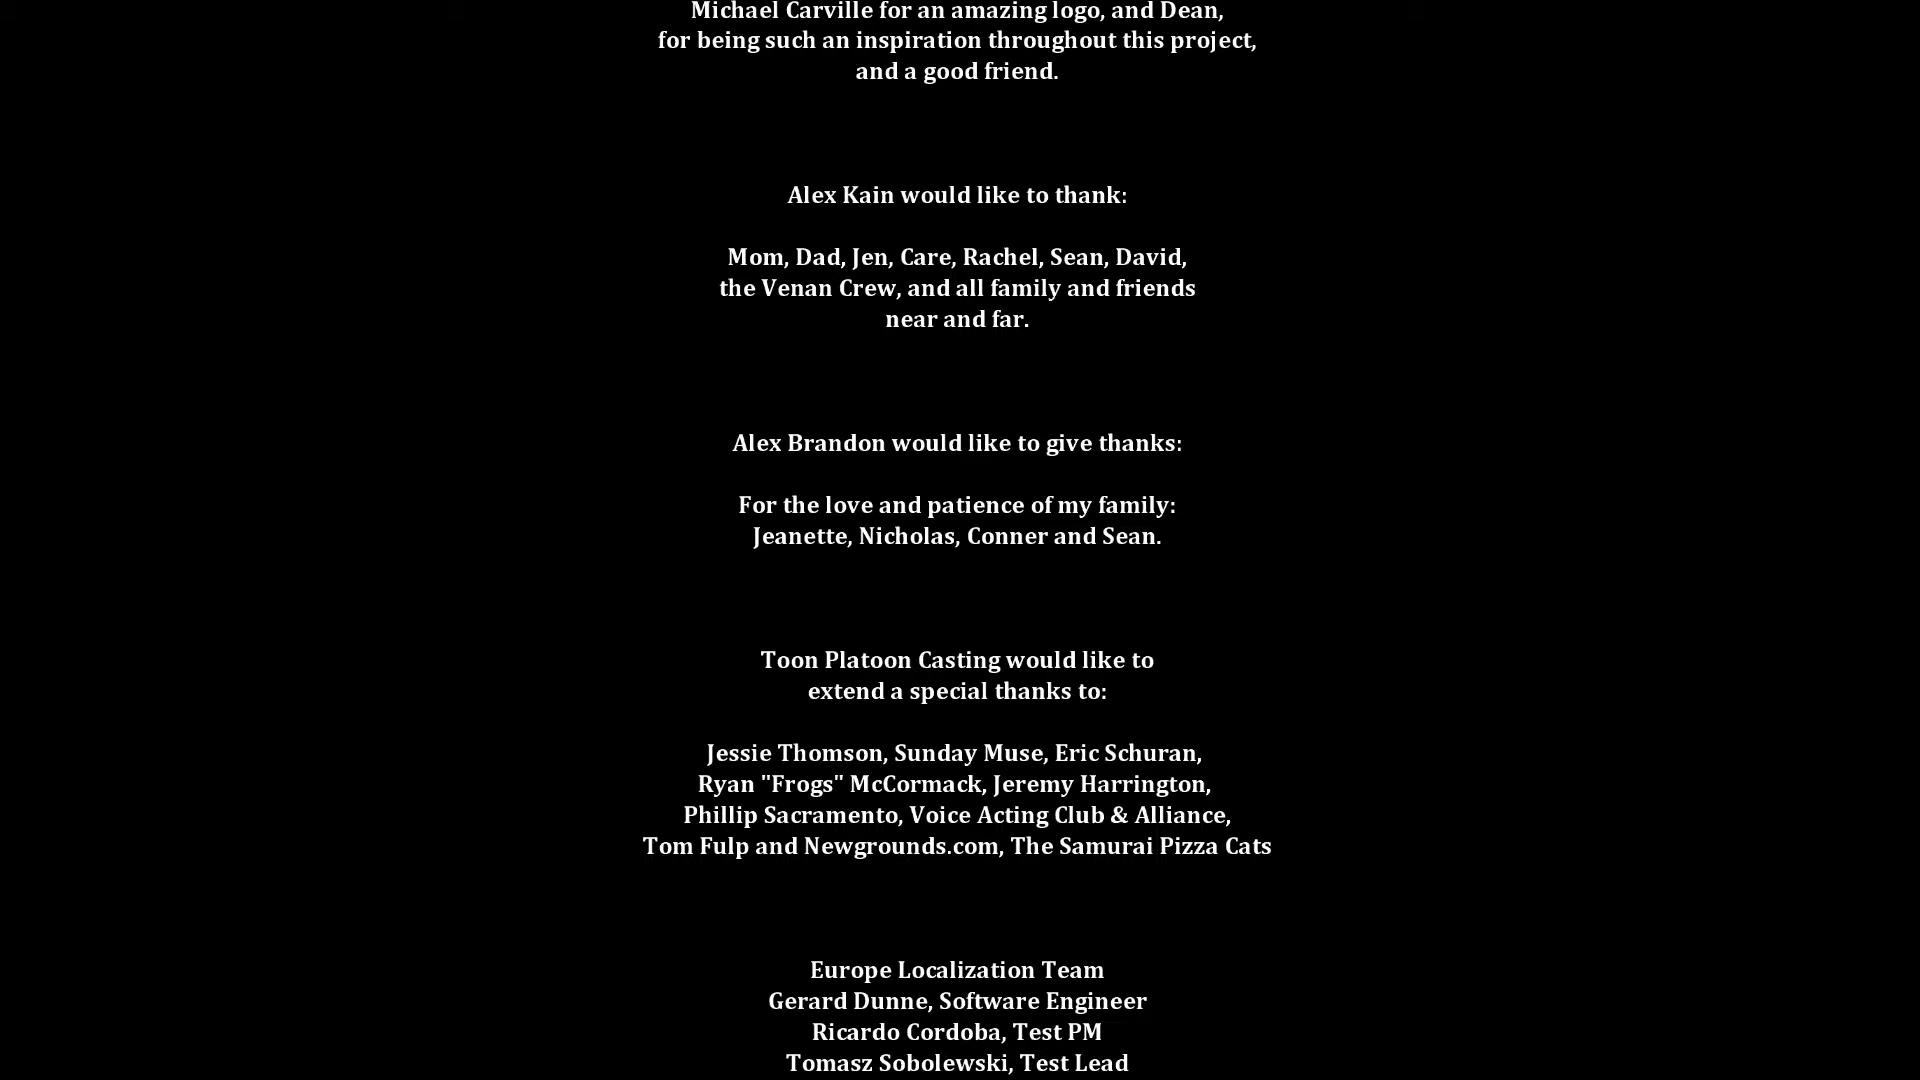 Michael Carville for an amazing logo, and Dean,
for being such an inspiration throughout this project,
and a good friend.
Alex Kain would like to thank:
Mom, Dad, Jen, Care, Rachel, Sean, David,
the Venan Crew, and all family and friends
near and far.
Alex Brandon would like to give thanks:
For the love and patience of my family:
Jeanette, Nicholas, Conner and Sean.
Toon Platoon Casting would like to
extend a special thanks to:
Jessie Thomson, Sunday Muse, Eric Schuran,
Ryan "Frogs" McCormack, Jeremy Harrington,
Phillip Sacramento, Voice Acting Club & Alliance,
Tom Fulp and Newgrounds.com, The Samurai Pizza Cats
Europe Localization Team
Gerard Dunne, Software Engineer
Ricardo Cordoba, Test PM
Tomasz Sobolewski, Test Lead